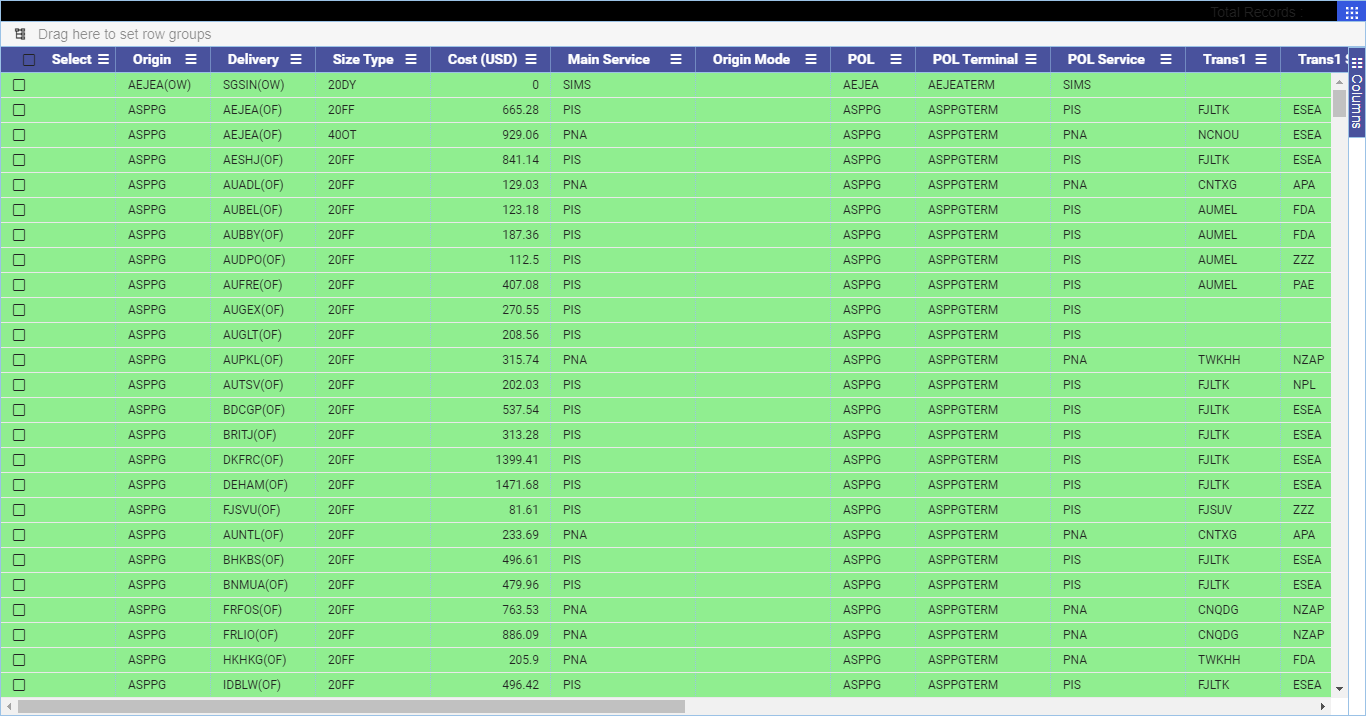 Total Records :
Drag here to set row groups
Select Origin Delivery Size Type Cost (USD) Main Service Origin Mode POL POL Terminal POL Service Trans1 Trans1 S
Columns
AEJEA(OW) SGSIN(OW) 20DY 0 SIMS AEJEA AEJEATERM SIMS
ASPPG AEJEA(OF) 20FF 665.28 PIS ASPPG ASPPGTERM PIS FJLTK ESEA
ASPPG AEJEA(OF) 40OT 929.06 PNA ASPPG ASPPGTERM PNA NCNOU ESEA
ASPPG AESHJ(OF) 20FF 841.14 PIS ASPPG ASPPGTERM PIS FJLTK ESEA
ASPPG AUADL(OF) 20FF 129.03 PNA ASPPG ASPPGTERM PNA CNTXG APA
ASPPG AUBEL(OF) 20FF 123.18 PIS ASPPG ASPPGTERM PIS AUMEL FDA
ASPPG AUBBY(OF) 20FF 187.36 PIS ASPPG ASPPGTERM PIS AUMEL FDA
ASPPG AUDPO(OF) 20FF 112.5 PIS ASPPG ASPPGTERM PIS AUMEL ZZZ
ASPPG AUFRE(OF) 20FF 407.08 PIS ASPPG ASPPGTERM PIS AUMEL PAE
ASPPG AUGEX(OF) 20FF 270.55 PIS ASPPG ASPPGTERM PIS
ASPPG AUGLT(OF) 20FF 208.56 PIS ASPPG ASPPGTERM PIS
ASPPG AUPKL(OF) 20FF 315.74 PNA ASPPG ASPPGTERM PNA TWKHH NZAP
ASPPG AUTSV(OF) 20FF 202.03 PIS ASPPG ASPPGTERM PIS FJLTK NPL
ASPPG BDCGP(OF) 20FF 537.54 PIS ASPPG ASPPGTERM PIS FJLTK ESEA
ASPPG BRITJ(OF) 20FF 313.28 PIS ASPPG ASPPGTERM PIS FJLTK ESEA
ASPPG DKFRC(OF) 20FF 1399.41 PIS ASPPG ASPPGTERM PIS FJLTK ESEA
ASPPG DEHAM(OF) 20FF 1471.68 PIS ASPPG ASPPGTERM PIS FJLTK ESEA
ASPPG FJSVU(OF) 20FF 81.61 PIS ASPPG ASPPGTERM PIS FJSUV ZZZ
ASPPG AUNTL(OF) 20FF 233.69 PNA ASPPG ASPPGTERM PNA CNTXG APA
ASPPG BHKBS(OF) 20FF 496.61 PIS ASPPG ASPPGTERM PIS FJLTK ESEA
ASPPG BNMUA(OF) 20FF 479.96 PIS ASPPG ASPPGTERM PIS FJLTK ESEA
ASPPG FRFOS(OF) 20FF 763.53 PNA ASPPG ASPPGTERM PNA CNQDG NZAP
ASPPG FRLIO(OF) 20FF 886.09 PNA ASPPG ASPPGTERM PNA CNQDG NZAP
ASPPG HKHKG(OF) 20FF 205.9 PNA ASPPG ASPPGTERM PNA TWKHH FDA
ASPPG IDBLW(OF) 20FF 496.42 PIS ASPPG ASPPGTERM PIS FJLTK ESEA